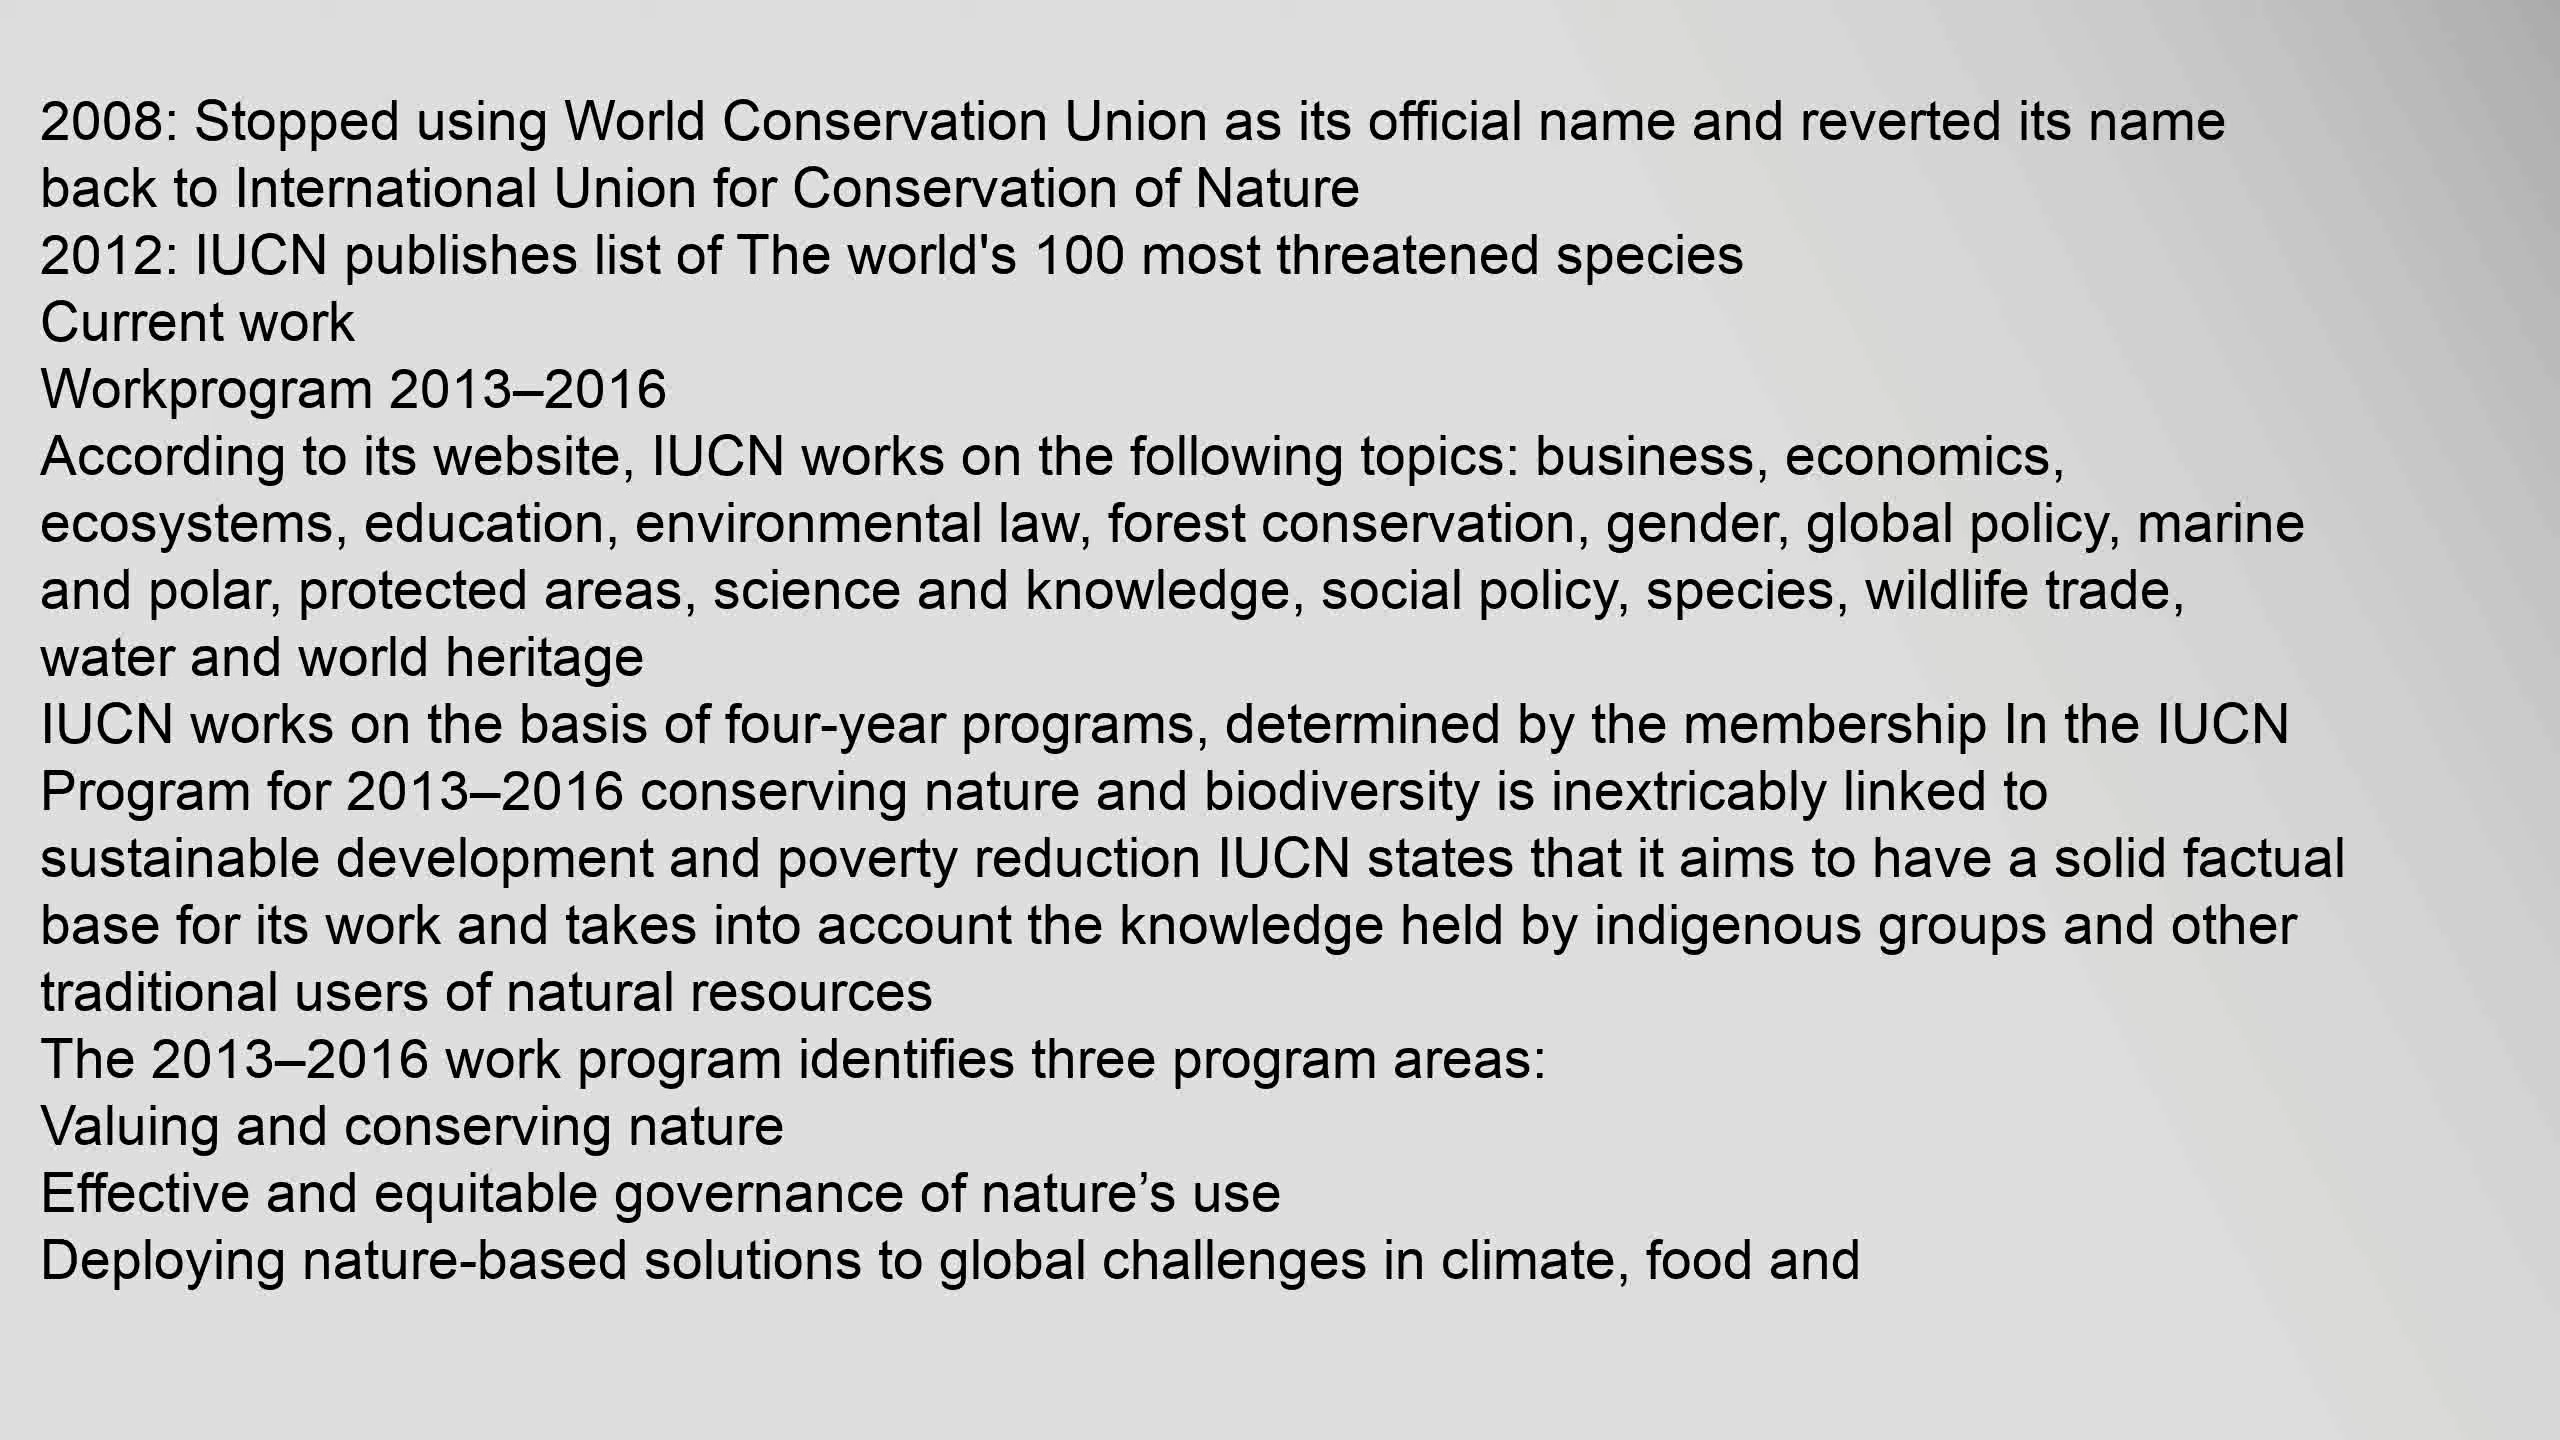 2008: Stopped using World Conservation Union as its official name and reverted its name
back to International Union for Conservation of Nature
2012: IUCN publishes list of The world's 100 most threatened species
Current work
Workprogram 2013–2016
According to its website, IUCN works on the following topics: business, economics,
ecosystems, education, environmental law, forest conservation, gender, global policy, marine
and polar, protected areas, science and knowledge, social policy, species, wildlife trade,
water and world heritage
IUCN works on the basis of four-year programs, determined by the membership In the IUCN
Program for 2013–2016 conserving nature and biodiversity is inextricably linked to
sustainable development and poverty reduction IUCN states that it aims to have a solid factual
base for its work and takes into account the knowledge held by indigenous groups and other
traditional users of natural resources
The 2013–2016 work program identifies three program areas:
Valuing and conserving nature
Effective and equitable governance of nature’s use
Deploying nature-based solutions to global challenges in climate, food and